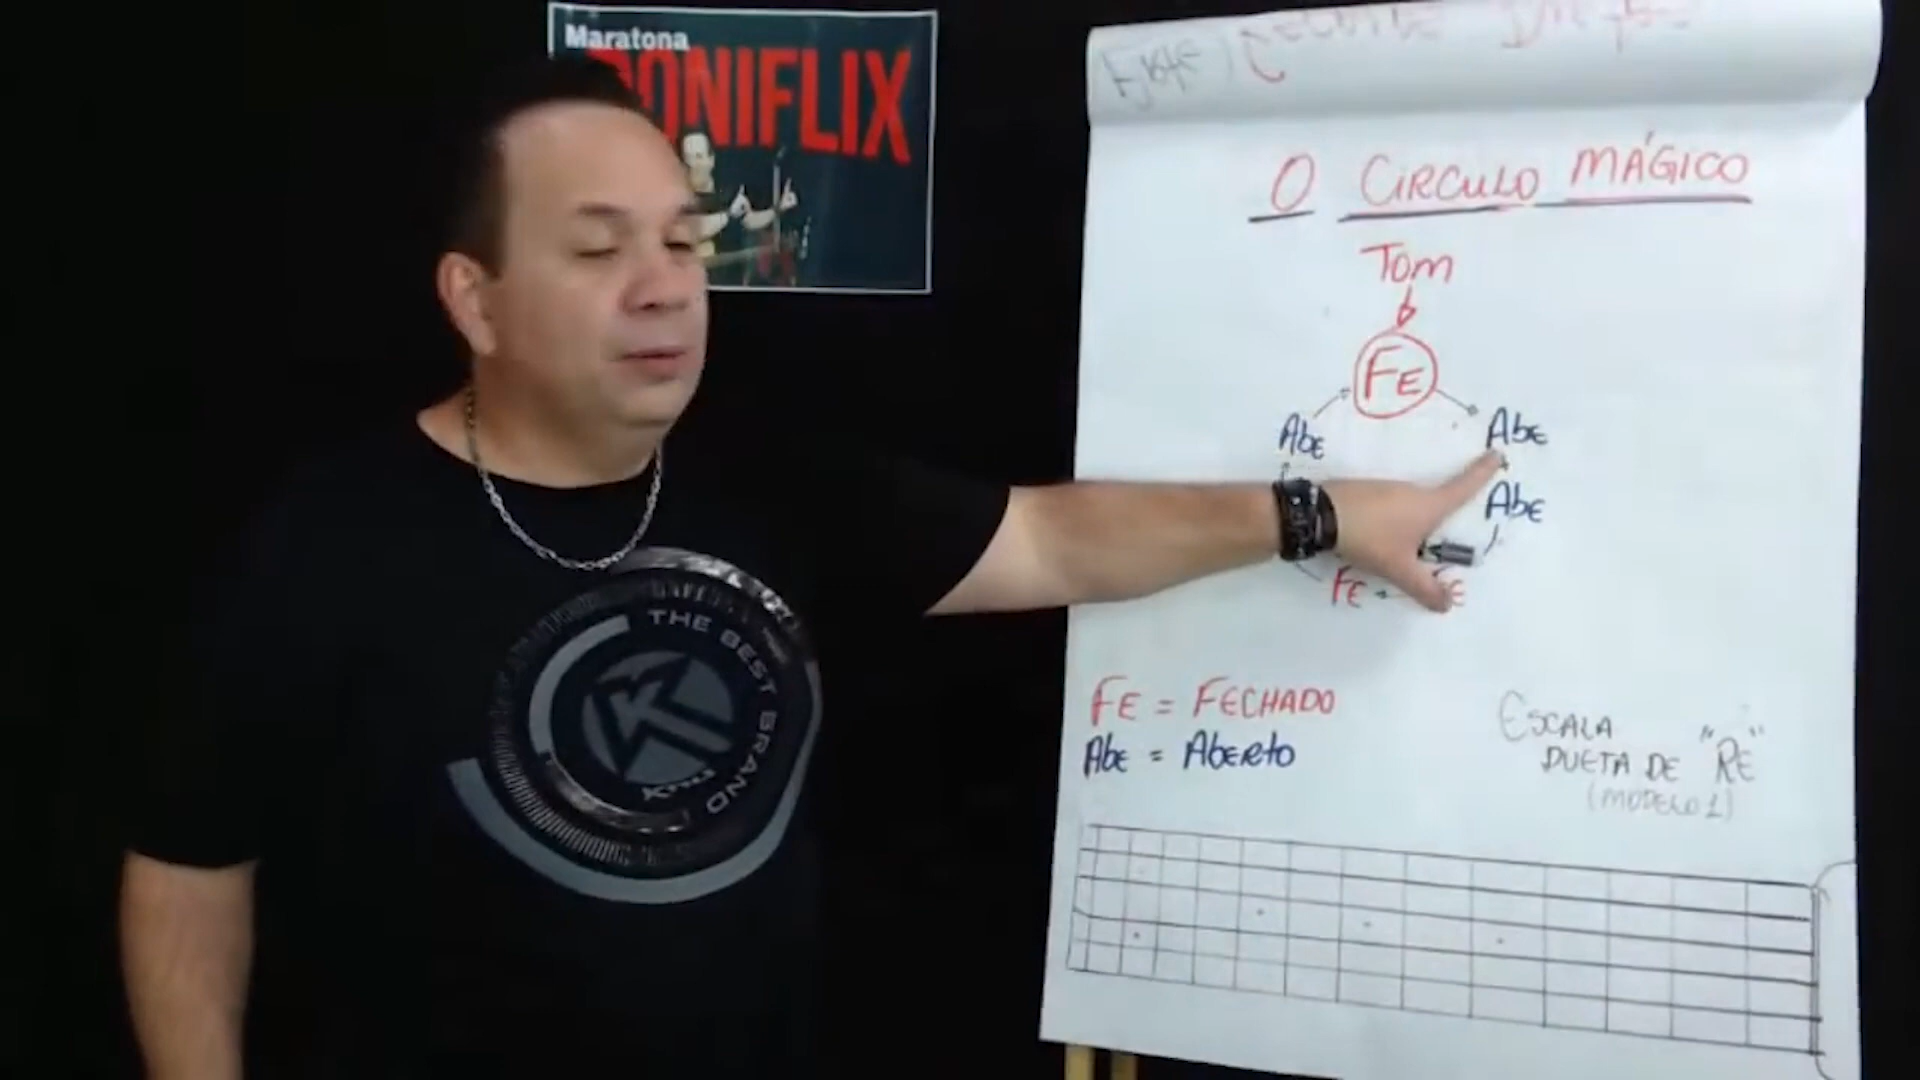 Maratona
ONIFLIX
O CIRCULO MÁGICO
Tom
FE
Abe
Abe
Abe
FE
FE = FECHADO
Abe = Aberto
ESCALA
DUETA DE "RE"
(MODELO 1)
THE BEST BRAND
K